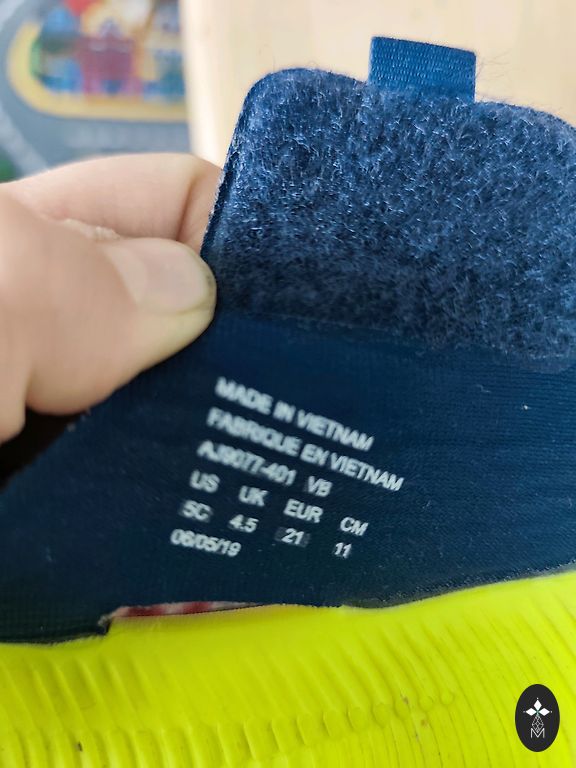 MADE IN VIETNAM
FABRIQUÉ EN VIETNAM
AJ9077-401 VB
US UK EUR CM
5C 4.5 21 11
06/05/19